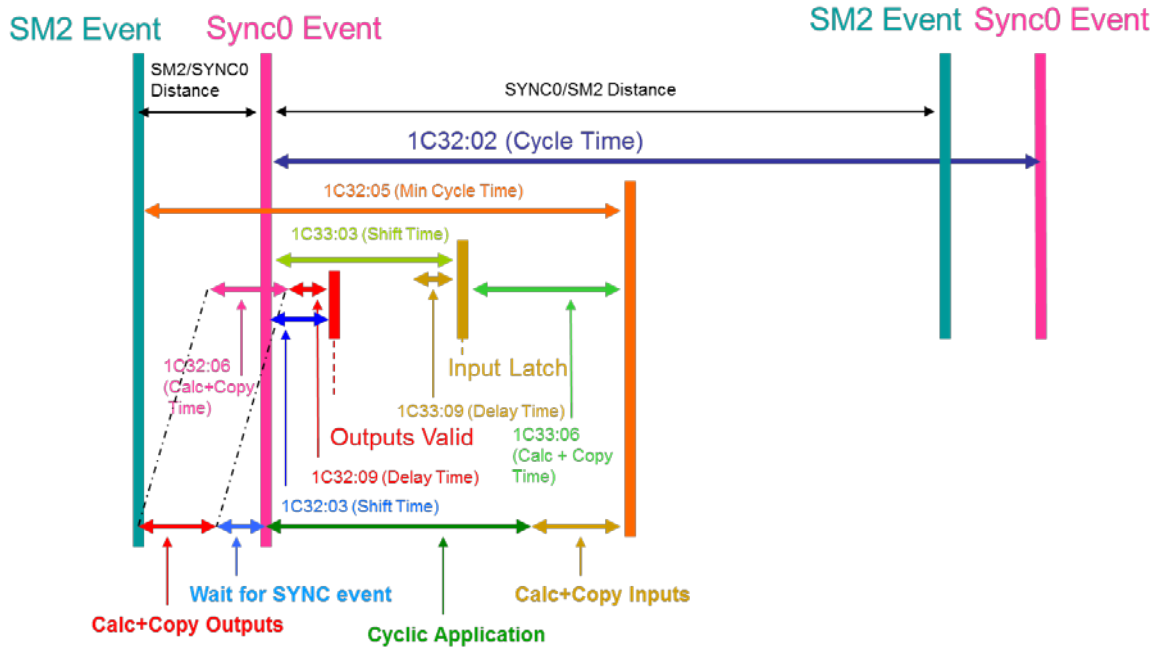 SM2 Event
Sync0 Event
SM2 Event
Sync0 Event
SM2/SYNC0
Distance
SYNC0/SM2 Distance
1C32:02 (Cycle Time)
1C32:05 (Min Cycle Time)
1C33:03 (Shift Time)
1C32:06
(Calc+Copy
Time)
Input Latch
1C33:09 (Delay Time)
Outputs Valid
1C33:06
(Calc + Copy
Time)
1C32:09 (Delay Time)
1C32:03 (Shift Time)
Wait for SYNC event
Calc+Copy Inputs
Calc+Copy Outputs
Cyclic Application